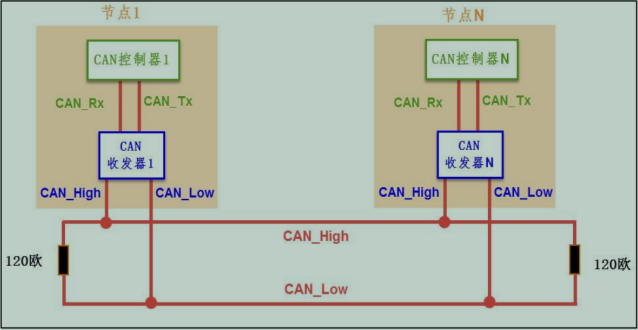 节点1
节点N
CAN控制器1
CAN控制器N
CAN_Rx
CAN_Tx
CAN_Rx
CAN_Tx
CAN
收发器1
CAN
收发器N
CAN_High
CAN_Low
CAN_High
CAN_Low
CAN_High
120欧
120欧
CAN_Low